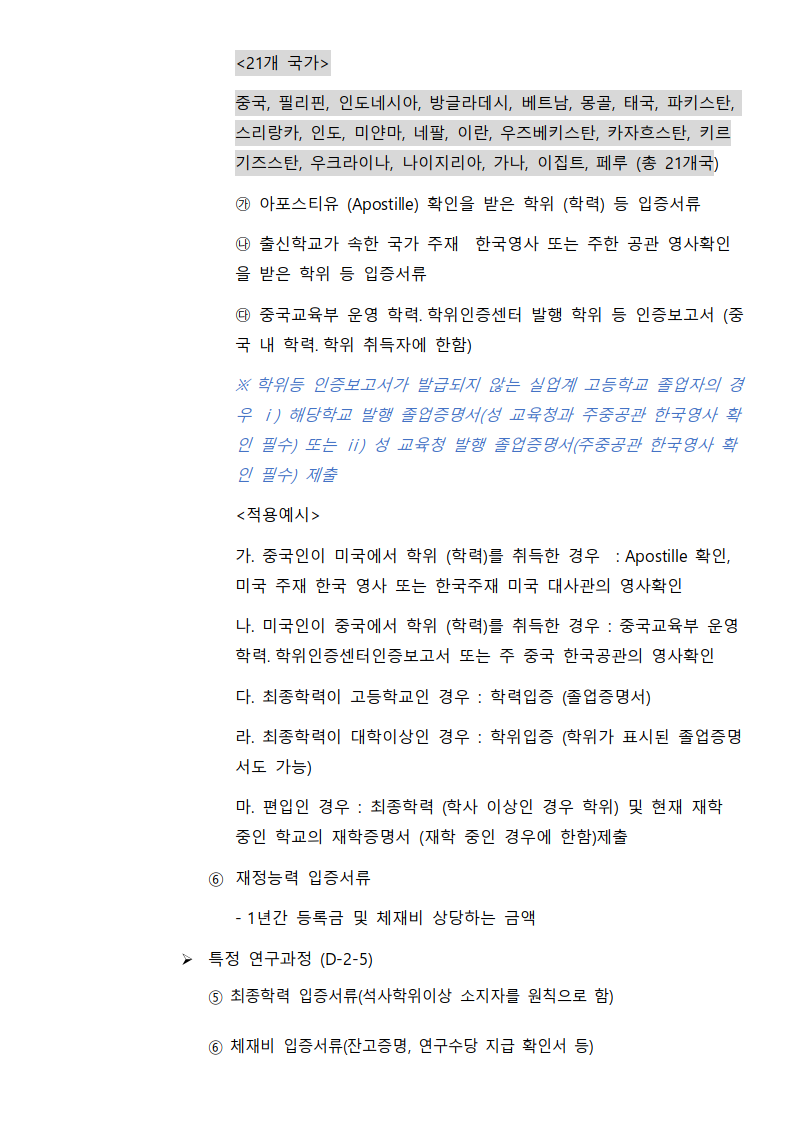 <21개 국가>
중국, 필리핀, 인도네시아, 방글라데시, 베트남, 몽골, 태국, 파키스탄,
스리랑카, 인도, 미얀마, 네팔, 이란, 우즈베키스탄, 카자흐스탄, 키르
기즈스탄, 우크라이나, 나이지리아, 가나, 이집트, 페루 (총 21개국)
㉮ 아포스티유 (Apostille) 확인을 받은 학위 (학력) 등 입증서류
㉯ 출신학교가 속한 국가 주재 한국영사 또는 주한 공관 영사확인
을 받은 학위 등 입증서류
㉰ 중국교육부 운영 학력. 학위인증센터 발행 학위 등 인증보고서 (중
국 내 학력. 학위 취득자에 한함)
※ 학위등 인증보고서가 발급되지 않는 실업계 고등학교 졸업자의 경
우 ⅰ) 해당학교 발행 졸업증명서(성 교육청과 주중공관 한국영사 확
인 필수) 또는 ii) 성 교육청 발행 졸업증명서(주중공관 한국영사 확
인 필수) 제출
<적용예시>
가. 중국인이 미국에서 학위 (학력)를 취득한 경우 : Apostille 확인,
미국 주재 한국 영사 또는 한국주재 미국 대사관의 영사확인
나. 미국인이 중국에서 학위 (학력)를 취득한 경우 : 중국교육부 운영
학력. 학위인증센터인증보고서 또는 주 중국 한국공관의 영사확인
다. 최종학력이 고등학교인 경우 : 학력입증 (졸업증명서)
라. 최종학력이 대학이상인 경우 : 학위입증 (학위가 표시된 졸업증명
서도 가능)
마. 편입인 경우 : 최종학력 (학사 이상인 경우 학위) 및 현재 재학
중인 학교의 재학증명서 (재학 중인 경우에 한함)제출
⑥ 재정능력 입증서류
- 1년간 등록금 및 체재비 상당하는 금액
➢ 특정 연구과정 (D-2-5)
⑤ 최종학력 입증서류(석사학위이상 소지자를 원칙으로 함)
⑥ 체재비 입증서류(잔고증명, 연구수당 지급 확인서 등)